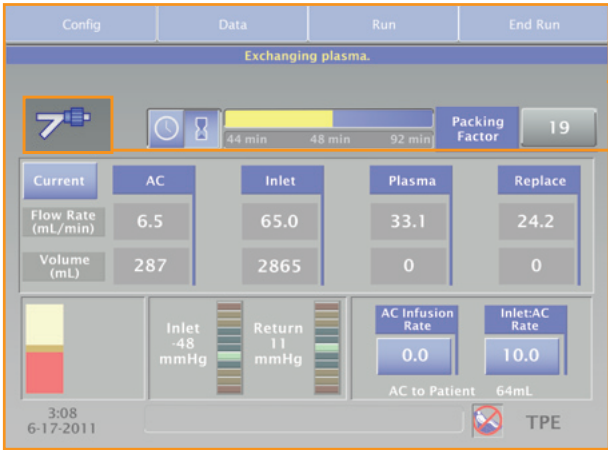 Config Data Run End Run
Exchanging plasma.
44 min 48 min 92 min
Packing
Factor
19
Current AC Inlet Plasma Replace
Flow Rate
(mL/min)
6.5 65.0 33.1 24.2
Volume
(mL)
287 2865 0 0
Inlet
-48
mmHg
Return
11
mmHg
AC Infusion
Rate
0.0
Inlet:AC
Rate
10.0
AC to Patient 64mL
3:08
6-17-2011
TPE